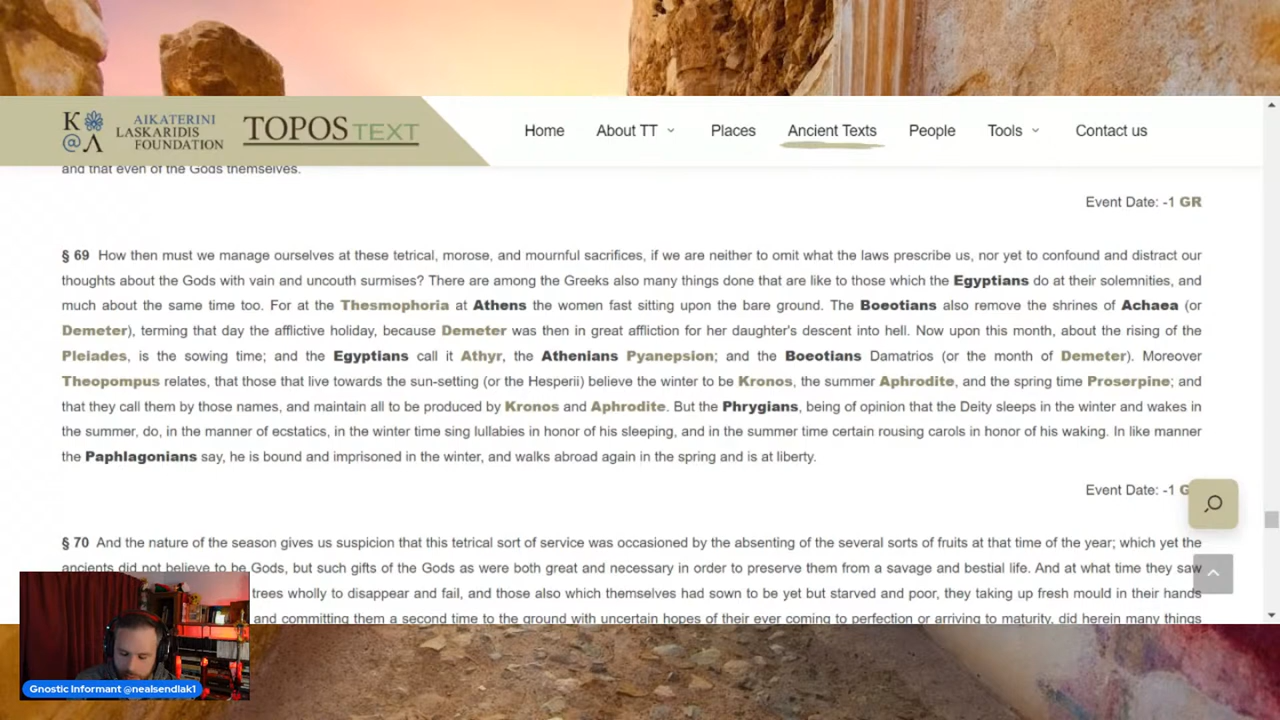 K
@Λ
AIKATERINI
LASKARIDIS
FOUNDATION
TOPOS TEXT
Home About TT Places Ancient Texts People Tools Contact us
and that even of the Gods themselves.
Event Date: -1 GR
§ 69 How then must we manage ourselves at these tetrical, morose, and mournful sacrifices, if we are neither to omit what the laws prescribe us, nor yet to confound and distract our
thoughts about the Gods with vain and uncouth surmises? There are among the Greeks also many things done that are like to those which the Egyptians do at their solemnities, and
much about the same time too. For at the Thesmophoria at Athens the women fast sitting upon the bare ground. The Boeotians also remove the shrines of Achaea (or
Demeter), terming that day the afflictive holiday, because Demeter was then in great affliction for her daughter's descent into hell. Now upon this month, about the rising of the
Pleiades, is the sowing time; and the Egyptians call it Athyr, the Athenians Pyanepsion; and the Boeotians Damatrios (or the month of Demeter). Moreover
Theopompus relates, that those that live towards the sun-setting (or the Hesperii) believe the winter to be Kronos, the summer Aphrodite, and the spring time Proserpine; and
that they call them by those names, and maintain all to be produced by Kronos and Aphrodite. But the Phrygians, being of opinion that the Deity sleeps in the winter and wakes in
the summer, do, in the manner of ecstatics, in the winter time sing lullabies in honor of his sleeping, and in the summer time certain rousing carols in honor of his waking. In like manner
the Paphlagonians say, he is bound and imprisoned in the winter, and walks abroad again in the spring and is at liberty.
Event Date: -1 G
§ 70 And the nature of the season gives us suspicion that this tetrical sort of service was occasioned by the absenting of the several sorts of fruits at that time of the year; which yet the
ancients did not believe to be Gods, but such gifts of the Gods as were both great and necessary in order to preserve them from a savage and bestial life. And at what time they saw
trees wholly to disappear and fail, and those also which themselves had sown to be yet but starved and poor, they taking up fresh mould in their hands
and committing them a second time to the ground with uncertain hopes of their ever coming to perfection or arriving to maturity, did herein many things
Gnostic Informant @nealsendlak1